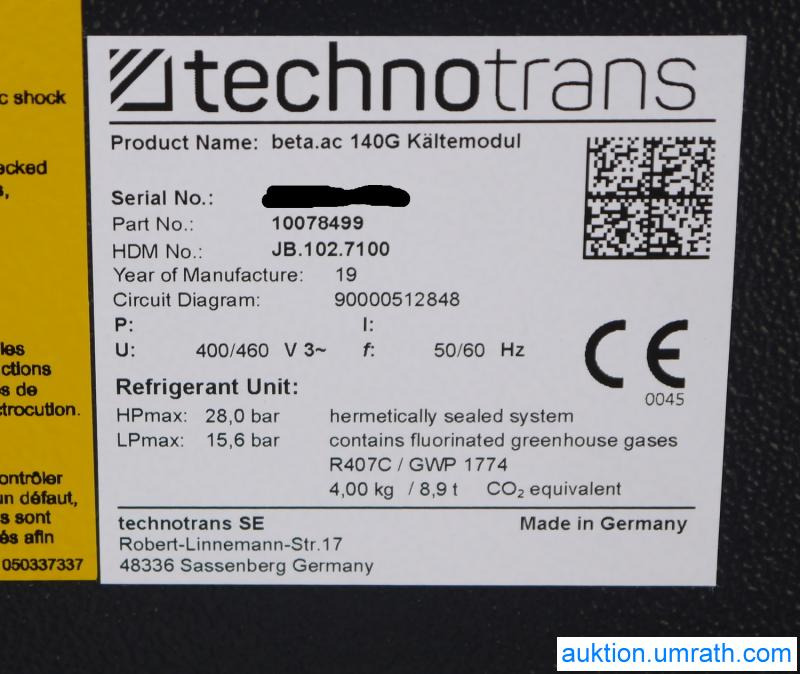 c shock
ecked
s,
les
ctions
s de
ctrocution.
ontrôler
un défaut,
s sont
és afin
050337337
technotrans
Product Name: beta.ac 140G Kältemodul
Serial No.:
Part No.: 10078499
HDM No.: JB.102.7100
Year of Manufacture: 19
Circuit Diagram: 90000512848
P: I:
U: 400/460 V 3~ f: 50/60 Hz
CE
0045
Refrigerant Unit:
HPmax: 28,0 bar hermetically sealed system
LPmax: 15,6 bar contains fluorinated greenhouse gases
R407C / GWP 1774
4,00 kg / 8,9 t CO₂ equivalent
technotrans SE Made in Germany
Robert-Linnemann-Str.17
48336 Sassenberg Germany
auktion.umrath.com